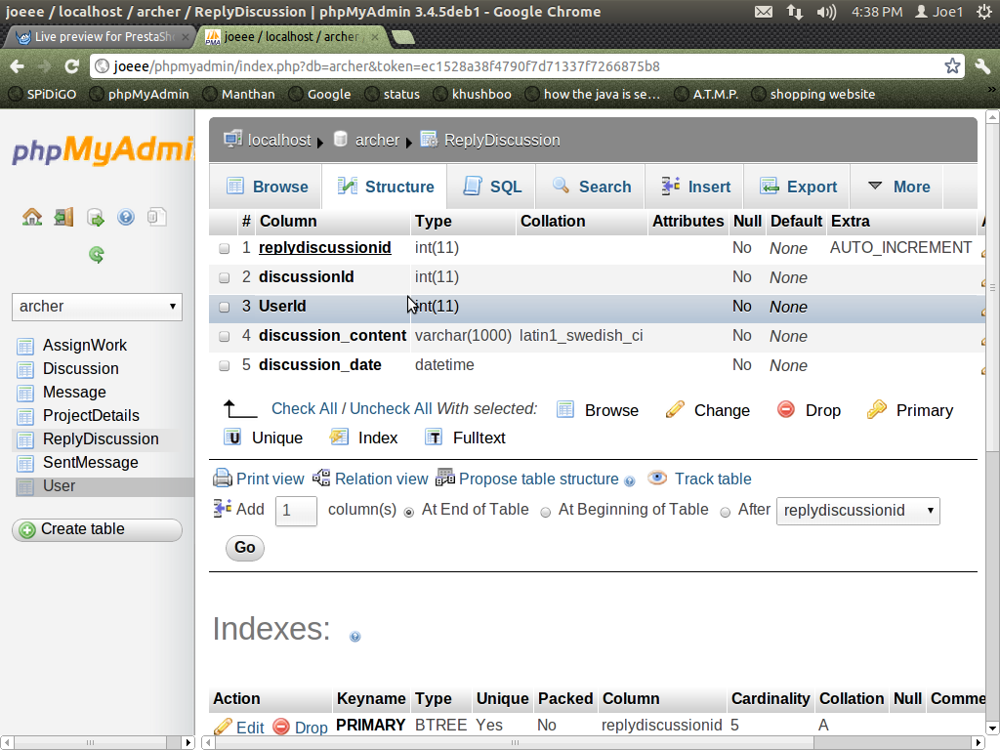 joeee / localhost / archer / ReplyDiscussion | phpMyAdmin 3.4.5deb1 - Google Chrome 4:38 PM Joe1
Live preview for PrestaSh joeee / localhost / archer
joeee/phpmyadmin/index.php?db=archer&token=ec1528a38f4790f7d71337f7266875b8
SPiDiGO phpMyAdmin Manthan Google status khushboo how the java is se... A.T.M.P. shopping website »
phpMyAdmi
archer
AssignWork
Discussion
Message
ProjectDetails
ReplyDiscussion
SentMessage
User
Create table
localhost archer ReplyDiscussion
Browse Structure SQL Search Insert Export More
# Column Type Collation Attributes Null Default Extra
1 replydiscussionid int(11) No None AUTO_INCREMENT
2 discussionId int(11) No None
3 UserId int(11) No None
4 discussion_content varchar(1000) latin1_swedish_ci No None
5 discussion_date datetime No None
Check All / Uncheck All With selected: Browse Change Drop Primary
Unique Index Fulltext
Print view Relation view Propose table structure Track table
Add 1 column(s) At End of Table At Beginning of Table After replydiscussionid
Go
Indexes:
Action Keyname Type Unique Packed Column Cardinality Collation Null Comme
Edit Drop PRIMARY BTREE Yes No replydiscussionid 5 A